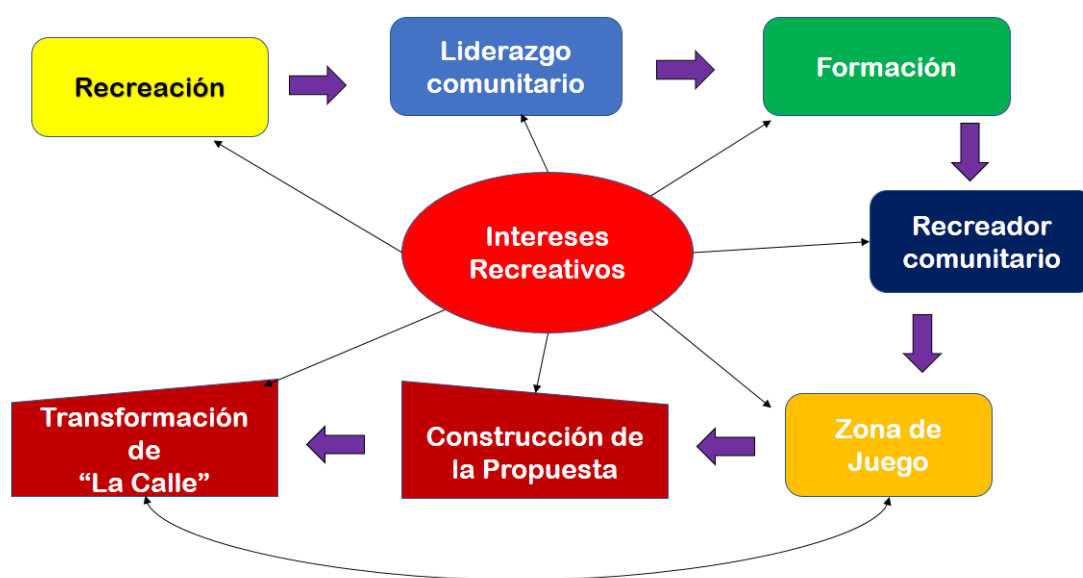 Recreación
Liderazgo
comunitario
Formación
Intereses
Recreativos
Recreador
comunitario
Transformación
de
“La Calle”
Construcción de
la Propuesta
Zona de
Juego